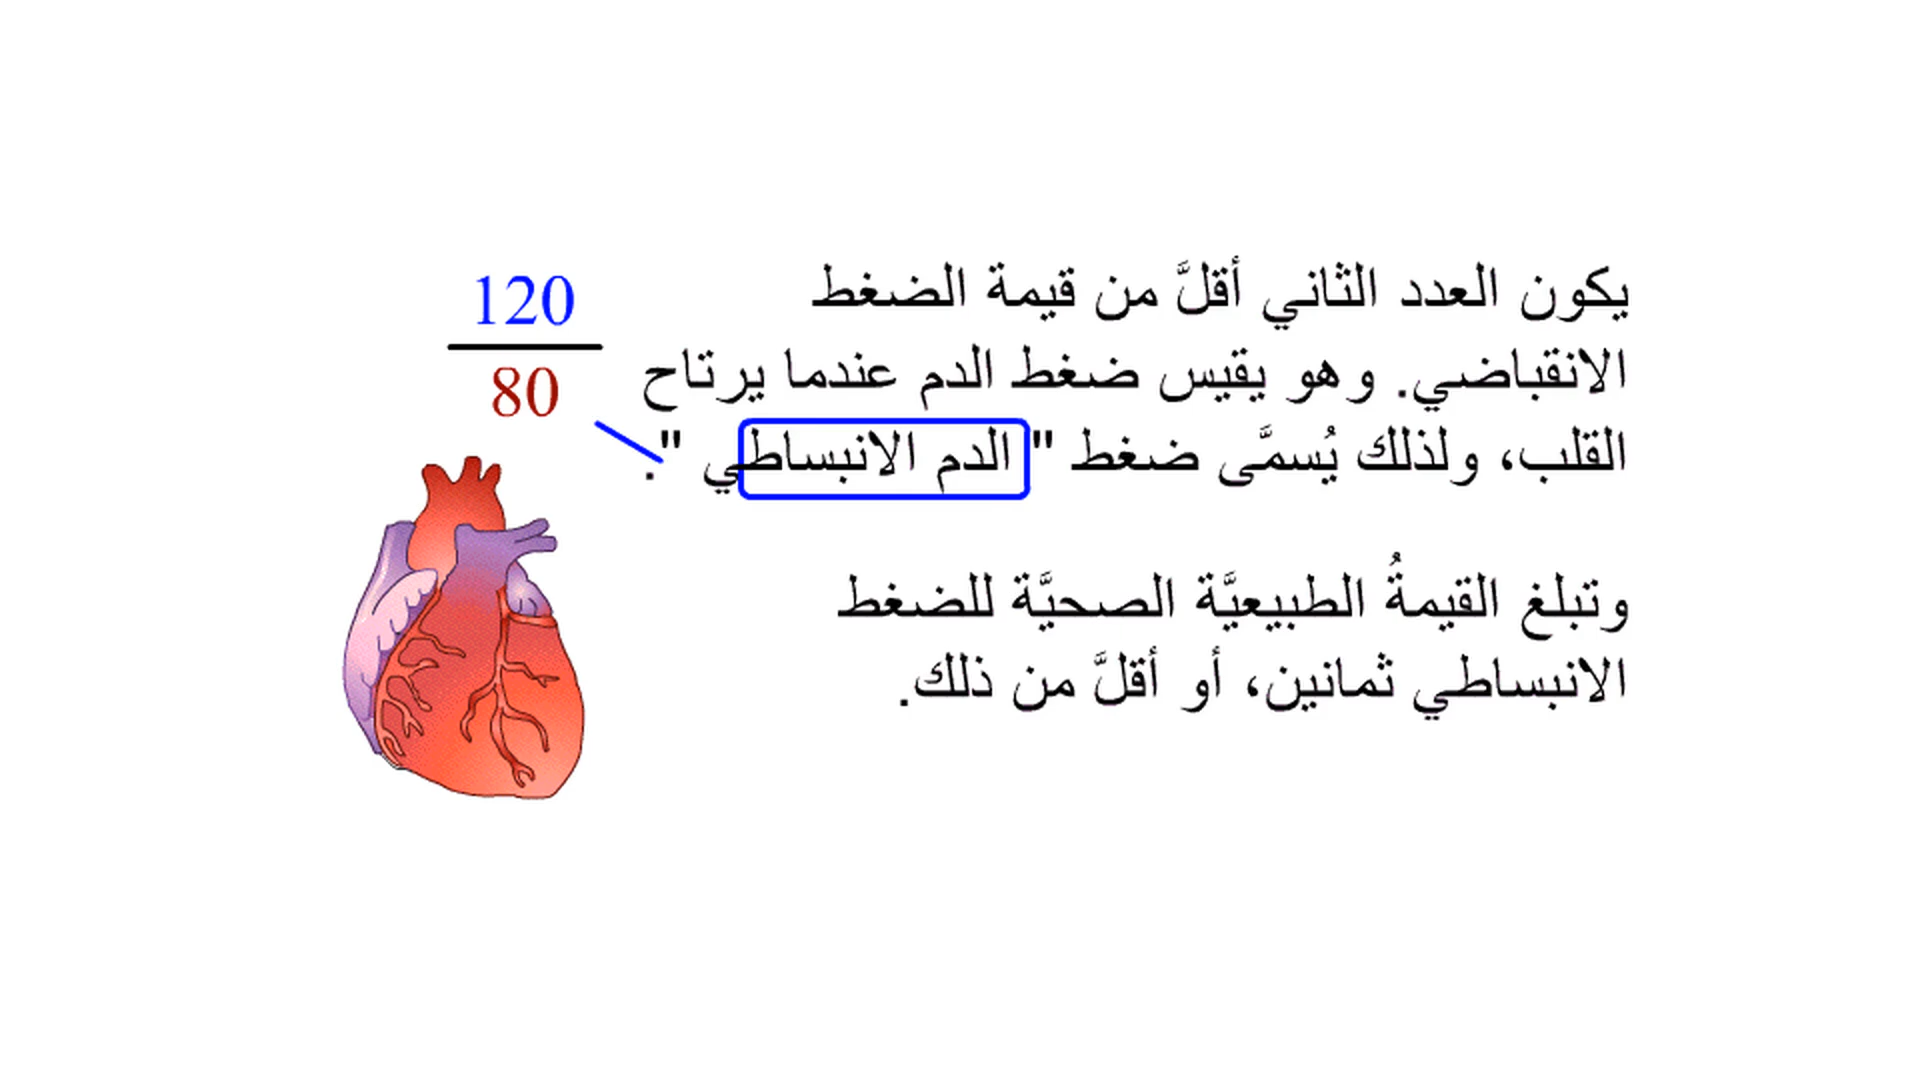 120
80
يكون العدد الثاني أقلَّ من قيمة الضغط
الانقباضي. وهو يقيس ضغط الدم عندما يرتاح
القلب، ولذلك يُسمَّى ضغط " الدم الانبساطي ".
وتبلغ القيمةُ الطبيعيَّة الصحيَّة للضغط
الانبساطي ثمانين، أو أقلَّ من ذلك.